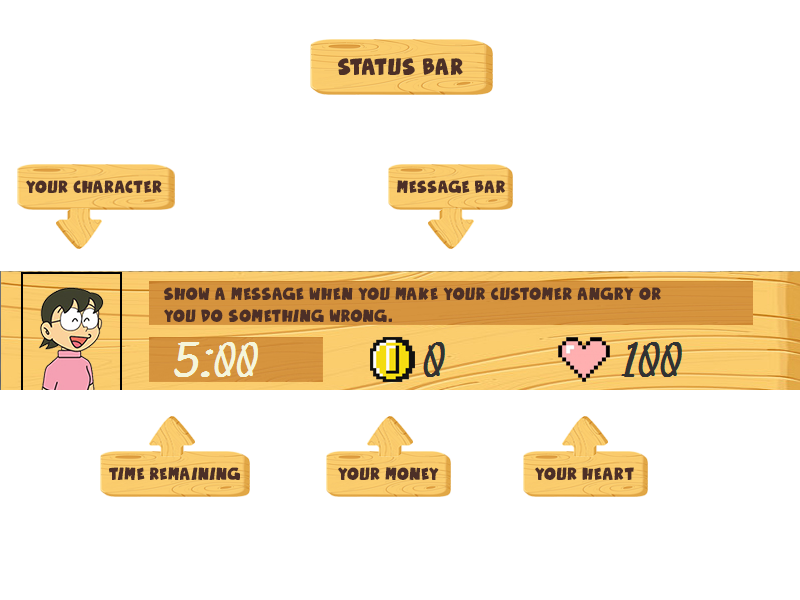 STATUS BAR
YOUR CHARACTER
MESSAGE BAR
SHOW A MESSAGE WHEN YOU MAKE YOUR CUSTOMER ANGRY OR
YOU DO SOMETHING WRONG.
5:00
0
100
TIME REMAINING
YOUR MONEY
YOUR HEART